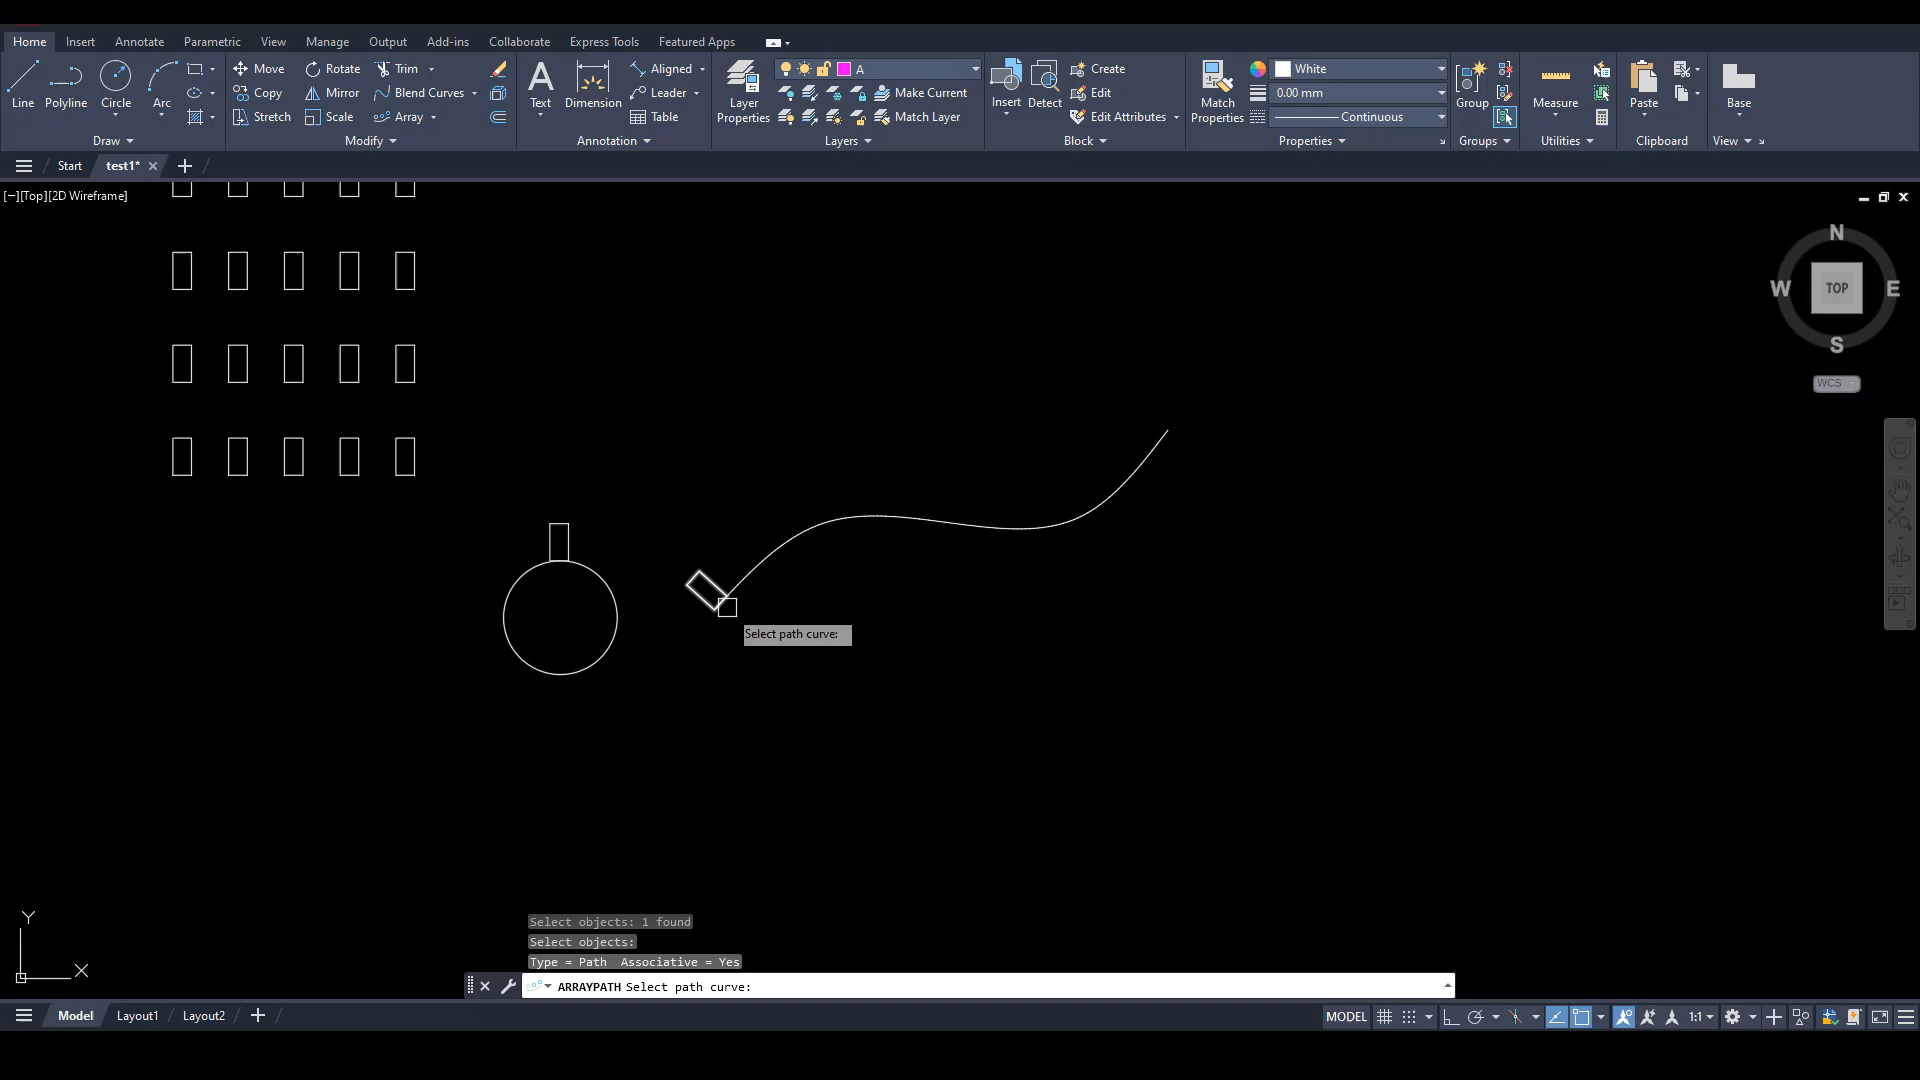 Home Insert Annotate Parametric View Manage Output Add-ins Collaborate Express Tools Featured Apps
Line Polyline Circle Arc
Move Rotate Trim
Copy Mirror Blend Curves
Stretch Scale Array
Draw Modify
Text Dimension
Aligned
Leader
Table
Annotation
Layer Properties
A
Make Current
Match Layer
Layers
Insert Detect
Create
Edit
Edit Attributes
Block
Match Properties
White
0.00 mm
Continuous
Properties
Group
Groups
Measure
Utilities
Paste
Clipboard
Base
View
Start test1*
[−][Top][2D Wireframe]
N
W TOP E
S
WCS
Select path curve:
Y
X
Select objects: 1 found
Select objects:
Type = Path Associative = Yes
ARRAYPATH Select path curve:
Model Layout1 Layout2
MODEL 1:1